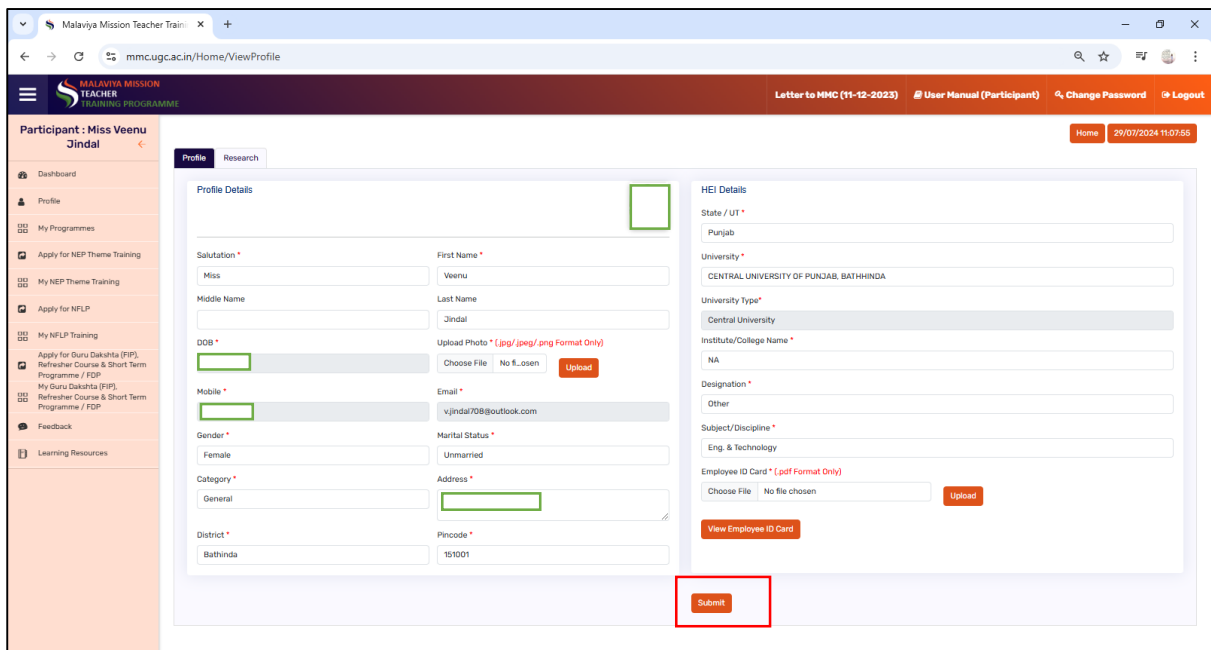 Malaviya Mission Teacher Traini
mmc.ugc.ac.in/Home/ViewProfile
MALAVIYA MISSION
TEACHER
TRAINING PROGRAMME
Letter to MMC (11-12-2023) User Manual (Participant) Change Password Logout
Participant : Miss Veenu
Jindal
Home 29/07/2024 11:07:55
Dashboard
Profile
My Programmes
Apply for NEP Theme Training
My NEP Theme Training
Apply for NFLP
My NFLP Training
Apply for Guru Dakshta (FIP),
Refresher Course & Short Term
Programme / FDP
My Guru Dakshta (FIP),
Refresher Course & Short Term
Programme / FDP
Feedback
Learning Resources
Profile Research
Profile Details
Salutation * First Name *
Miss Veenu
Middle Name Last Name
Jindal
DOB * Upload Photo * (.jpg/.jpeg/.png Format Only)
Choose File No fi...osen Upload
Mobile * Email *
v.jindal708@outlook.com
Gender * Marital Status *
Female Unmarried
Category * Address *
General
District * Pincode *
Bathinda 151001
HEI Details
State / UT *
Punjab
University *
CENTRAL UNIVERSITY OF PUNJAB, BATHHINDA
University Type*
Central University
Institute/College Name *
NA
Designation *
Other
Subject/Discipline *
Eng. & Technology
Employee ID Card * (.pdf Format Only)
Choose File No file chosen Upload
View Employee ID Card
Submit